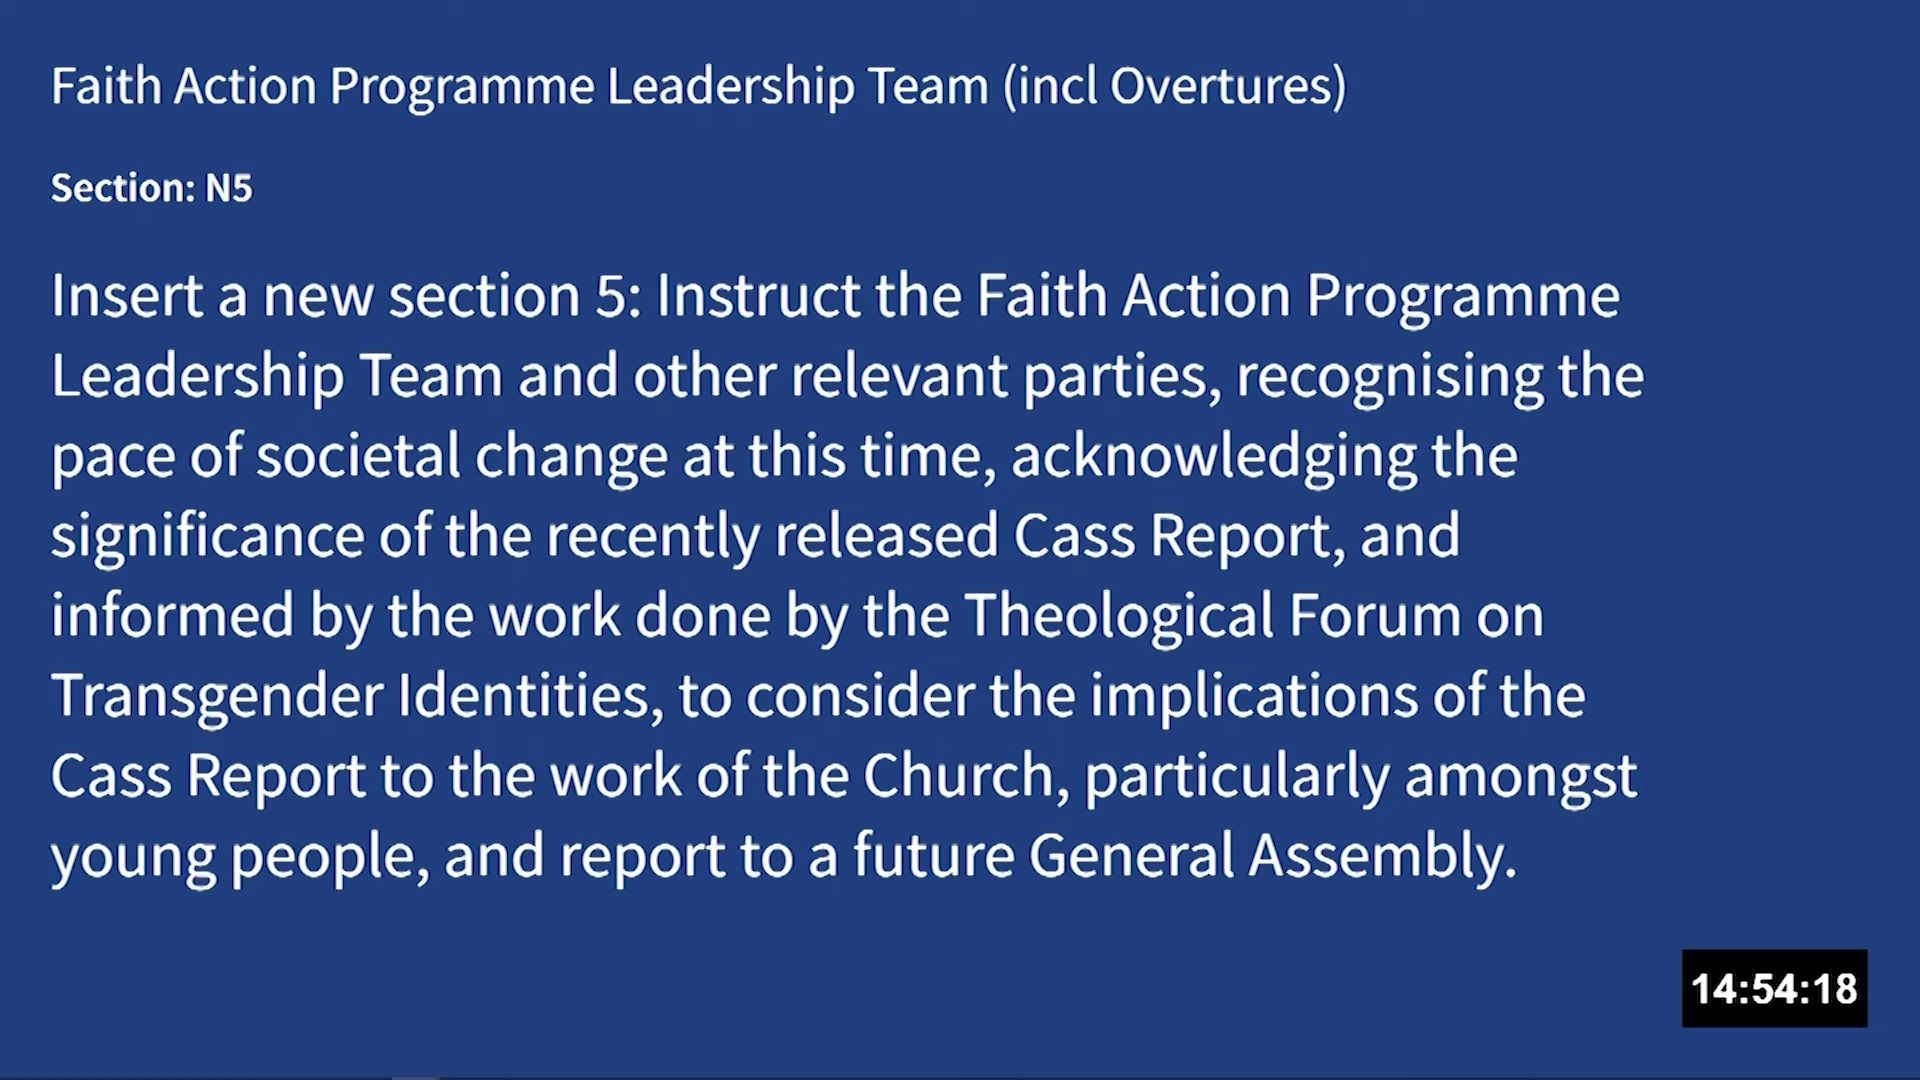 Faith Action Programme Leadership Team (incl Overtures)
Section: N5
Insert a new section 5: Instruct the Faith Action Programme
Leadership Team and other relevant parties, recognising the
pace of societal change at this time, acknowledging the
significance of the recently released Cass Report, and
informed by the work done by the Theological Forum on
Transgender Identities, to consider the implications of the
Cass Report to the work of the Church, particularly amongst
young people, and report to a future General Assembly.
14:54:18